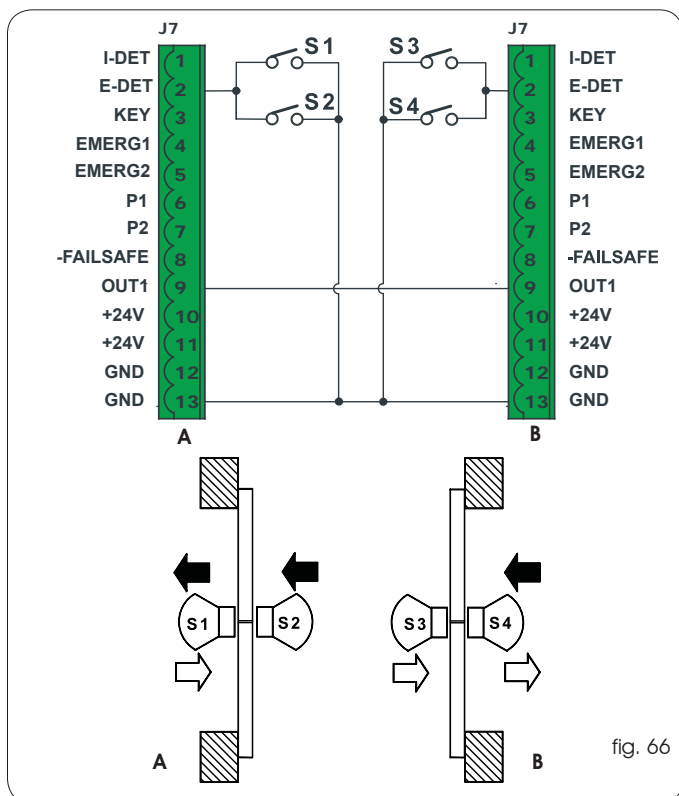 J7 J7
I-DET 1 S1 S3 1 I-DET
E-DET 2 2 E-DET
KEY 3 S2 S4 3 KEY
EMERG1 4 4 EMERG1
EMERG2 5 5 EMERG2
P1 6 6 P1
P2 7 7 P2
-FAILSAFE 8 8 -FAILSAFE
OUT1 9 9 OUT1
+24V 10 10 +24V
+24V 11 11 +24V
GND 12 12 GND
GND 13 13 GND
A B
S1 S2 S3 S4
A B fig. 66